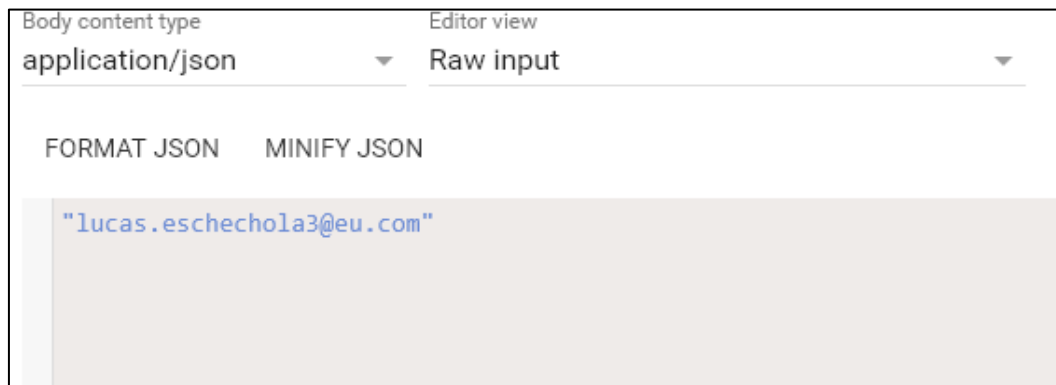 Body content type Editor view
application/json Raw input
FORMAT JSON MINIFY JSON
"lucas.eschechola3@eu.com"